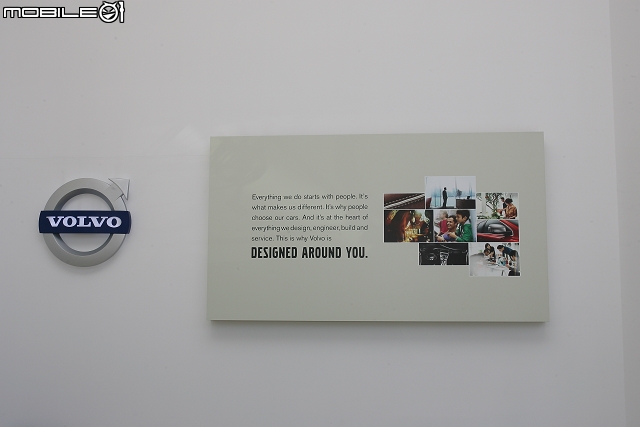 MOBILE01
VOLVO
Everything we do starts with people. It's
what makes us different. It's why people
choose our cars. And it's at the heart of
everything we design, engineer, build and
service. This is why Volvo is
DESIGNED AROUND YOU.